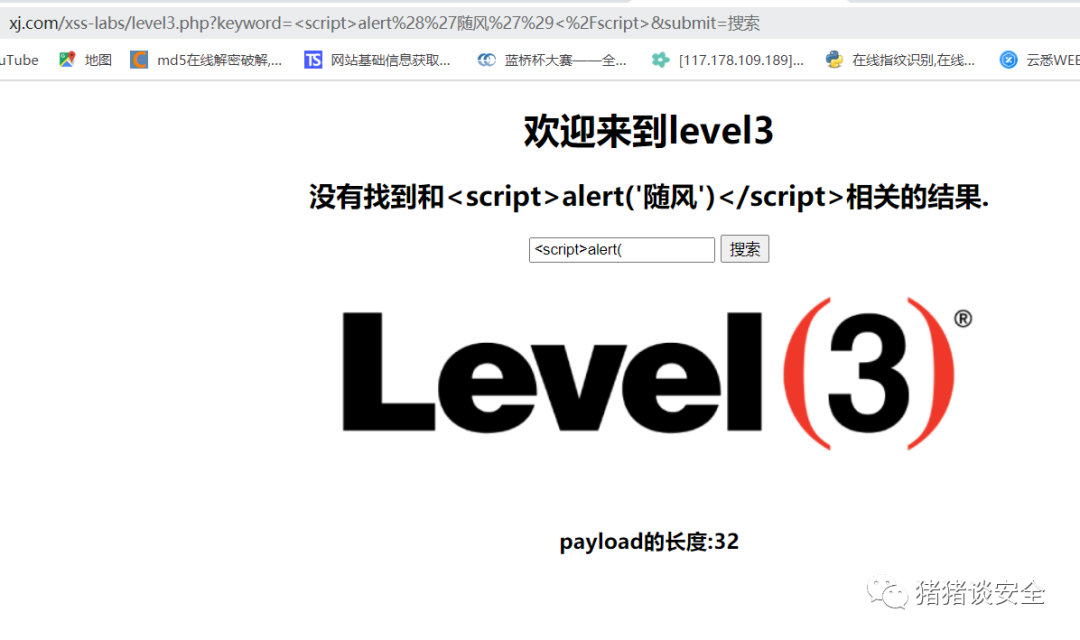 xj.com/xss-labs/level3.php?keyword=<script>alert%28%27随风%27%29<%2Fscript>&submit=搜索
uTube 地图 md5在线解密破解,... TS 网站基础信息获取... 蓝桥杯大赛——全... [117.178.109.189]... 在线指纹识别,在线... 云悉WEB
欢迎来到level3
没有找到和<script>alert('随风')</script>相关的结果.
<script>alert( 搜索
Level(3)®
payload的长度:32
猪猪谈安全